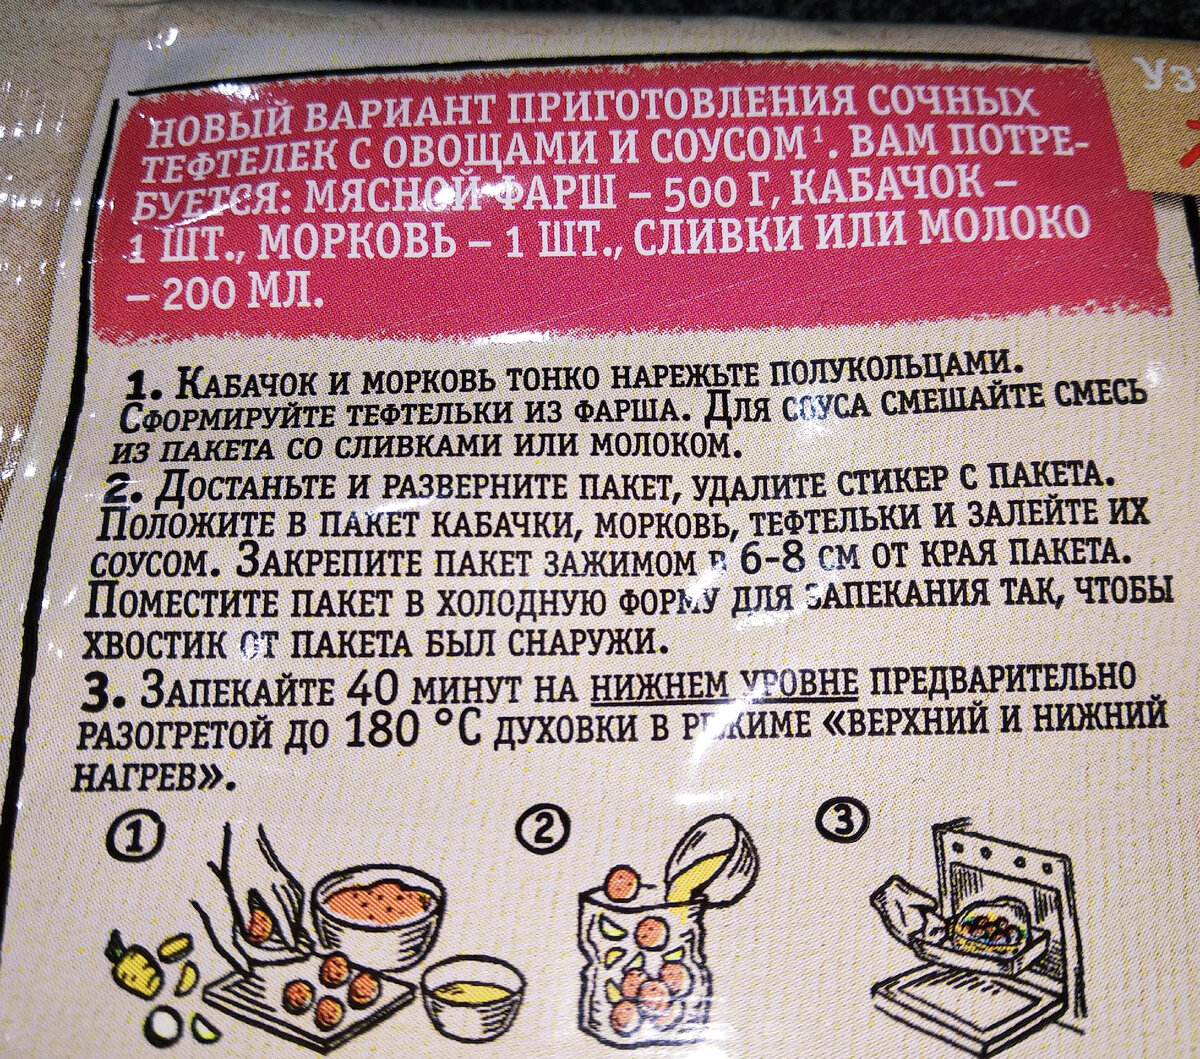 НОВЫЙ ВАРИАНТ ПРИГОТОВЛЕНИЯ СОЧНЫХ
ТЕФТЕЛЕК С ОВОЩАМИ И СОУСОМ¹. ВАМ ПОТРЕ-
БУЕТСЯ: МЯСНОЙ ФАРШ – 500 Г, КАБАЧОК –
1 ШТ., МОРКОВЬ – 1 ШТ., СЛИВКИ ИЛИ МОЛОКО
– 200 МЛ.
Уз
1. КАБАЧОК И МОРКОВЬ ТОНКО НАРЕЖЬТЕ ПОЛУКОЛЬЦАМИ.
СФОРМИРУЙТЕ ТЕФТЕЛЬКИ ИЗ ФАРША. ДЛЯ СОУСА СМЕШАЙТЕ СМЕСЬ
ИЗ ПАКЕТА СО СЛИВКАМИ ИЛИ МОЛОКОМ.
2. ДОСТАНЬТЕ И РАЗВЕРНИТЕ ПАКЕТ, УДАЛИТЕ СТИКЕР С ПАКЕТА.
ПОЛОЖИТЕ В ПАКЕТ КАБАЧКИ, МОРКОВЬ, ТЕФТЕЛЬКИ И ЗАЛЕЙТЕ ИХ
СОУСОМ. ЗАКРЕПИТЕ ПАКЕТ ЗАЖИМОМ В 6-8 СМ ОТ КРАЯ ПАКЕТА.
ПОМЕСТИТЕ ПАКЕТ В ХОЛОДНУЮ ФОРМУ ДЛЯ ЗАПЕКАНИЯ ТАК, ЧТОБЫ
ХВОСТИК ОТ ПАКЕТА БЫЛ СНАРУЖИ.
3. ЗАПЕКАЙТЕ 40 МИНУТ НА НИЖНЕМ УРОВНЕ ПРЕДВАРИТЕЛЬНО
РАЗОГРЕТОЙ ДО 180 °C ДУХОВКИ В РЕЖИМЕ «ВЕРХНИЙ И НИЖНИЙ
НАГРЕВ».
1 2 3